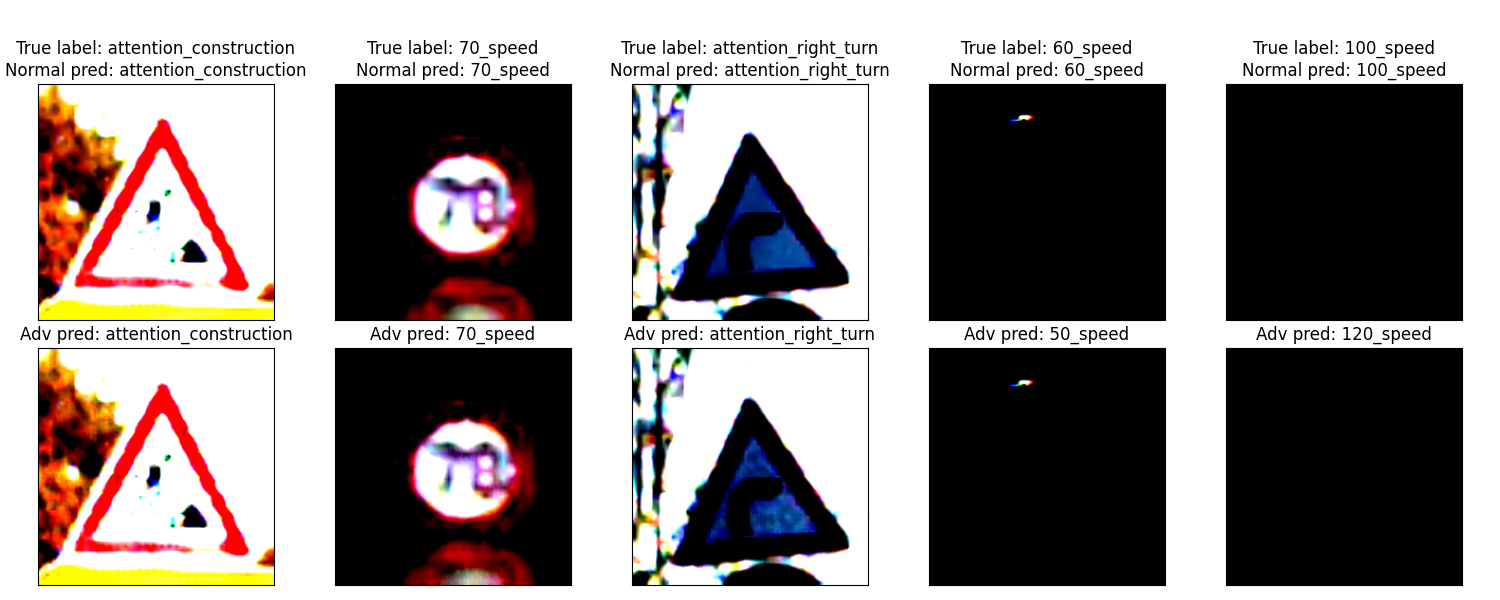 True label: attention_construction
Normal pred: attention_construction
True label: 70_speed
Normal pred: 70_speed
True label: attention_right_turn
Normal pred: attention_right_turn
True label: 60_speed
Normal pred: 60_speed
True label: 100_speed
Normal pred: 100_speed
Adv pred: attention_construction
Adv pred: 70_speed
Adv pred: attention_right_turn
Adv pred: 50_speed
Adv pred: 120_speed